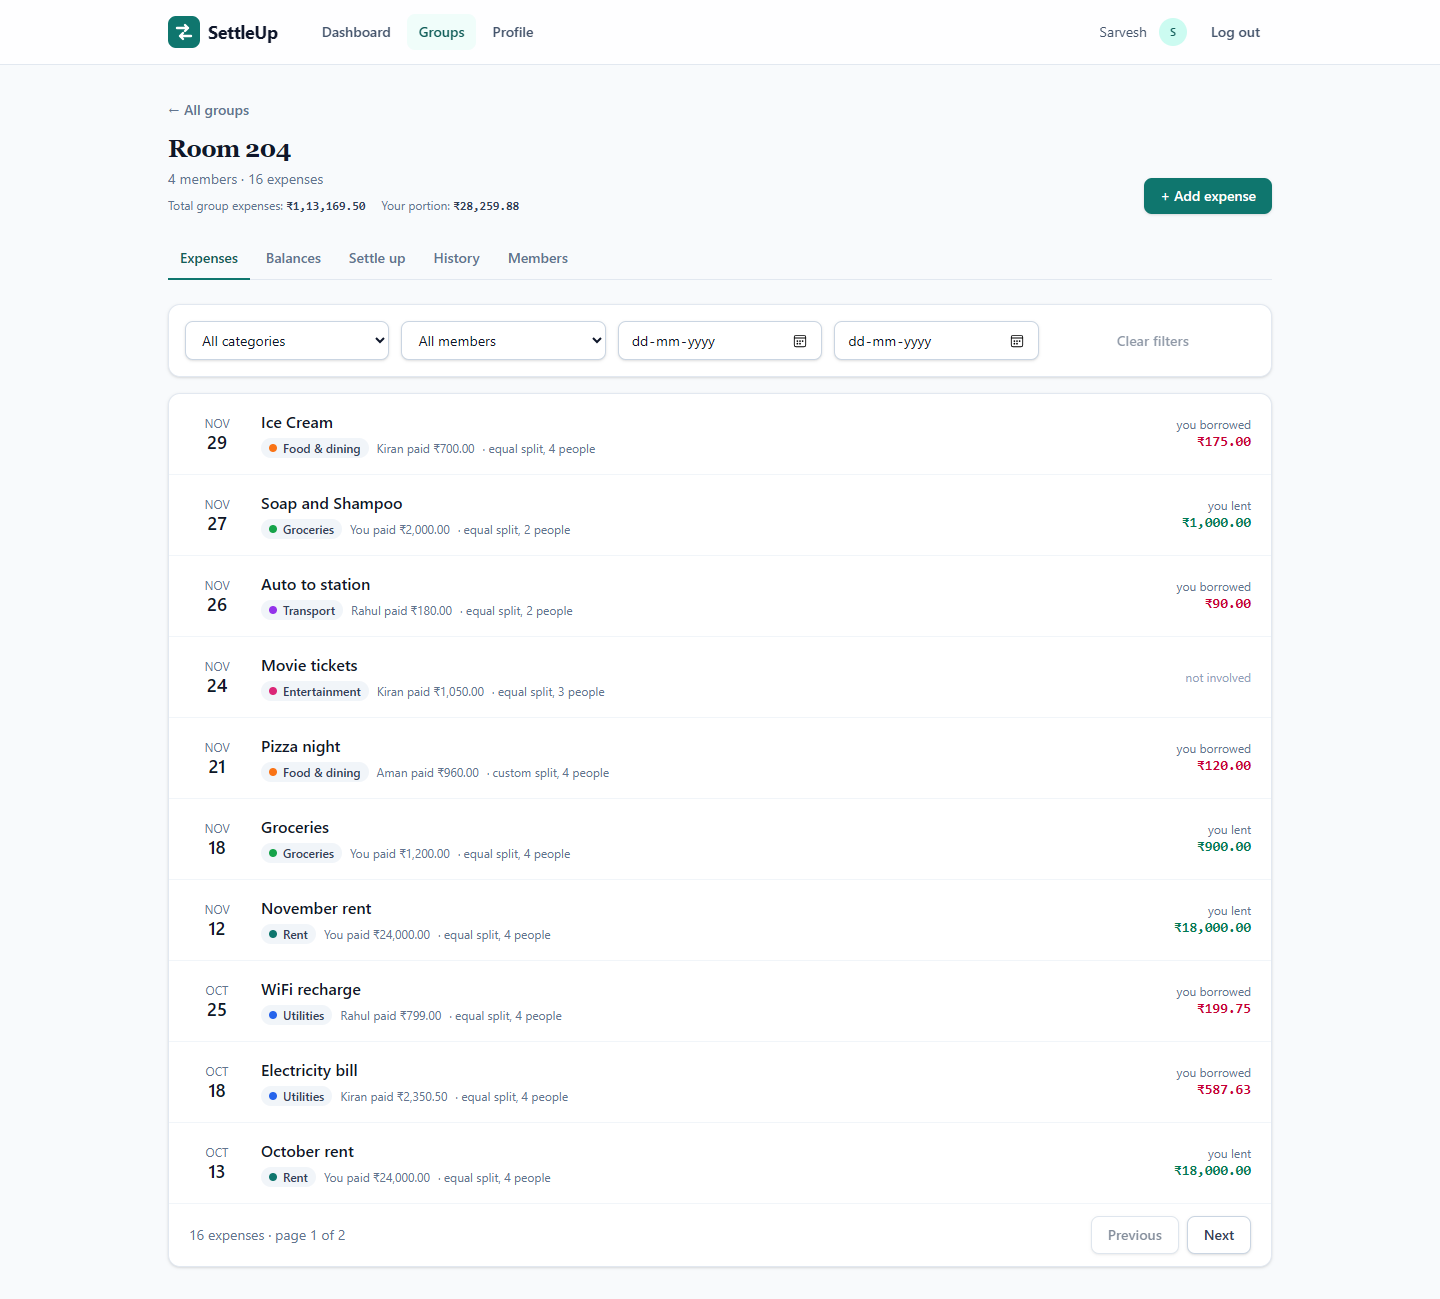 SettleUp Dashboard Groups Profile Sarvesh S Log out
← All groups
Room 204
4 members · 16 expenses
Total group expenses: ₹1,13,169.50 Your portion: ₹28,259.88
+ Add expense
Expenses Balances Settle up History Members
All categories All members dd-mm-yyyy dd-mm-yyyy Clear filters
NOV 29
Ice Cream
Food & dining Kiran paid ₹700.00 · equal split, 4 people
you borrowed
₹175.00
NOV 27
Soap and Shampoo
Groceries You paid ₹2,000.00 · equal split, 2 people
you lent
₹1,000.00
NOV 26
Auto to station
Transport Rahul paid ₹180.00 · equal split, 2 people
you borrowed
₹90.00
NOV 24
Movie tickets
Entertainment Kiran paid ₹1,050.00 · equal split, 3 people
not involved
NOV 21
Pizza night
Food & dining Aman paid ₹960.00 · custom split, 4 people
you borrowed
₹120.00
NOV 18
Groceries
Groceries You paid ₹1,200.00 · equal split, 4 people
you lent
₹900.00
NOV 12
November rent
Rent You paid ₹24,000.00 · equal split, 4 people
you lent
₹18,000.00
OCT 25
WiFi recharge
Utilities Rahul paid ₹799.00 · equal split, 4 people
you borrowed
₹199.75
OCT 18
Electricity bill
Utilities Kiran paid ₹2,350.50 · equal split, 4 people
you borrowed
₹587.63
OCT 13
October rent
Rent You paid ₹24,000.00 · equal split, 4 people
you lent
₹18,000.00
16 expenses · page 1 of 2 Previous Next